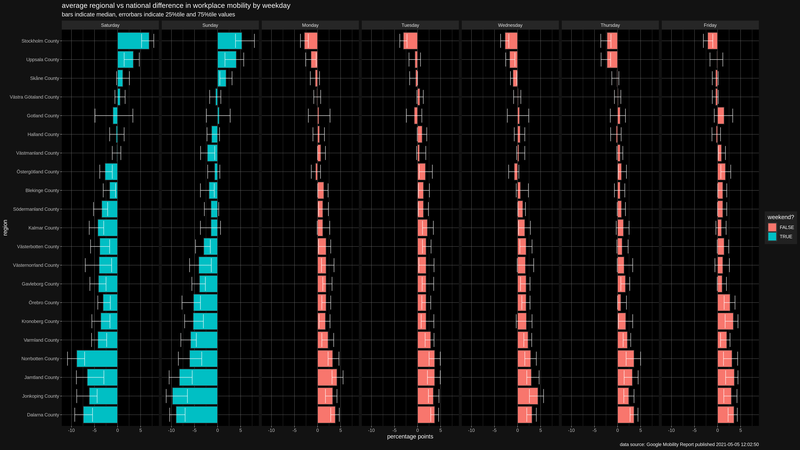 average regional vs national difference in workplace mobility by weekday
bars indicate median, errorbars indicate 25%tile and 75%tile values
Saturday Sunday Monday Tuesday Wednesday Thursday Friday
Stockholm County
Uppsala County
Skåne County
Västra Götaland County
Gotland County
Halland County
Västmanland County
Östergötland County
Blekinge County
Södermanland County
Kalmar County
Västerbotten County
Västernorrland County
Gavleborg County
Örebro County
Kronoberg County
Varmland County
Norrbotten County
Jamtland County
Jonkoping County
Dalarna County
region
-10 -5 0 5 -10 -5 0 5 -10 -5 0 5 -10 -5 0 5 -10 -5 0 5 -10 -5 0 5 -10 -5 0 5
percentage points
weekend?
FALSE
TRUE
data source: Google Mobility Report published 2021-05-05 12:02:50